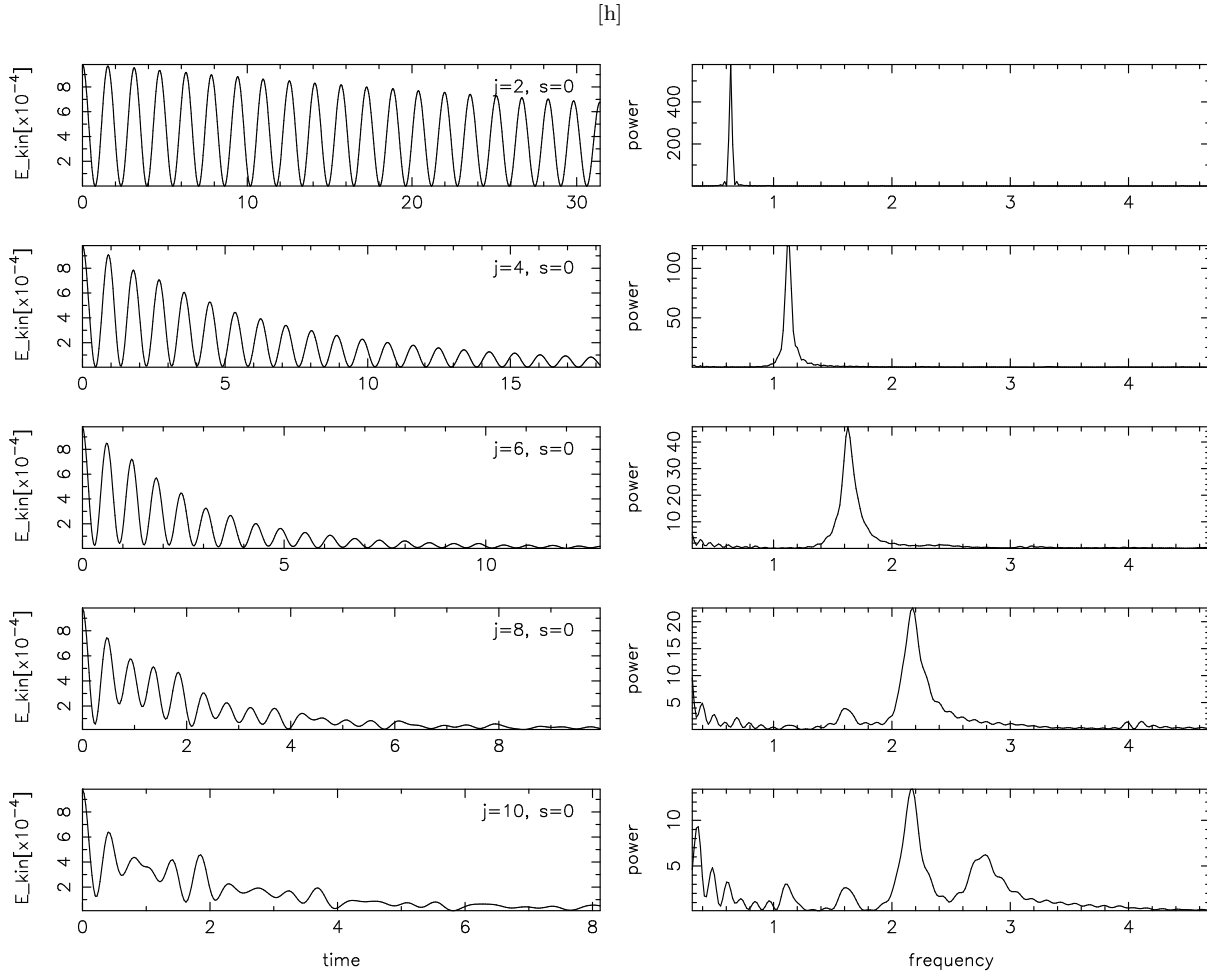 [h]
E_kin[x10⁻⁴]
8
6
4
2
j=2, s=0
0 10 20 30
power
400
200
1 2 3 4
E_kin[x10⁻⁴]
8
6
4
2
j=4, s=0
0 5 10 15
power
100
50
1 2 3 4
E_kin[x10⁻⁴]
8
6
4
2
j=6, s=0
0 5 10
power
40
30
20
10
1 2 3 4
E_kin[x10⁻⁴]
8
6
4
2
j=8, s=0
0 2 4 6 8
power
20
15
10
5
1 2 3 4
E_kin[x10⁻⁴]
8
6
4
2
j=10, s=0
0 2 4 6 8
time
power
10
5
1 2 3 4
frequency